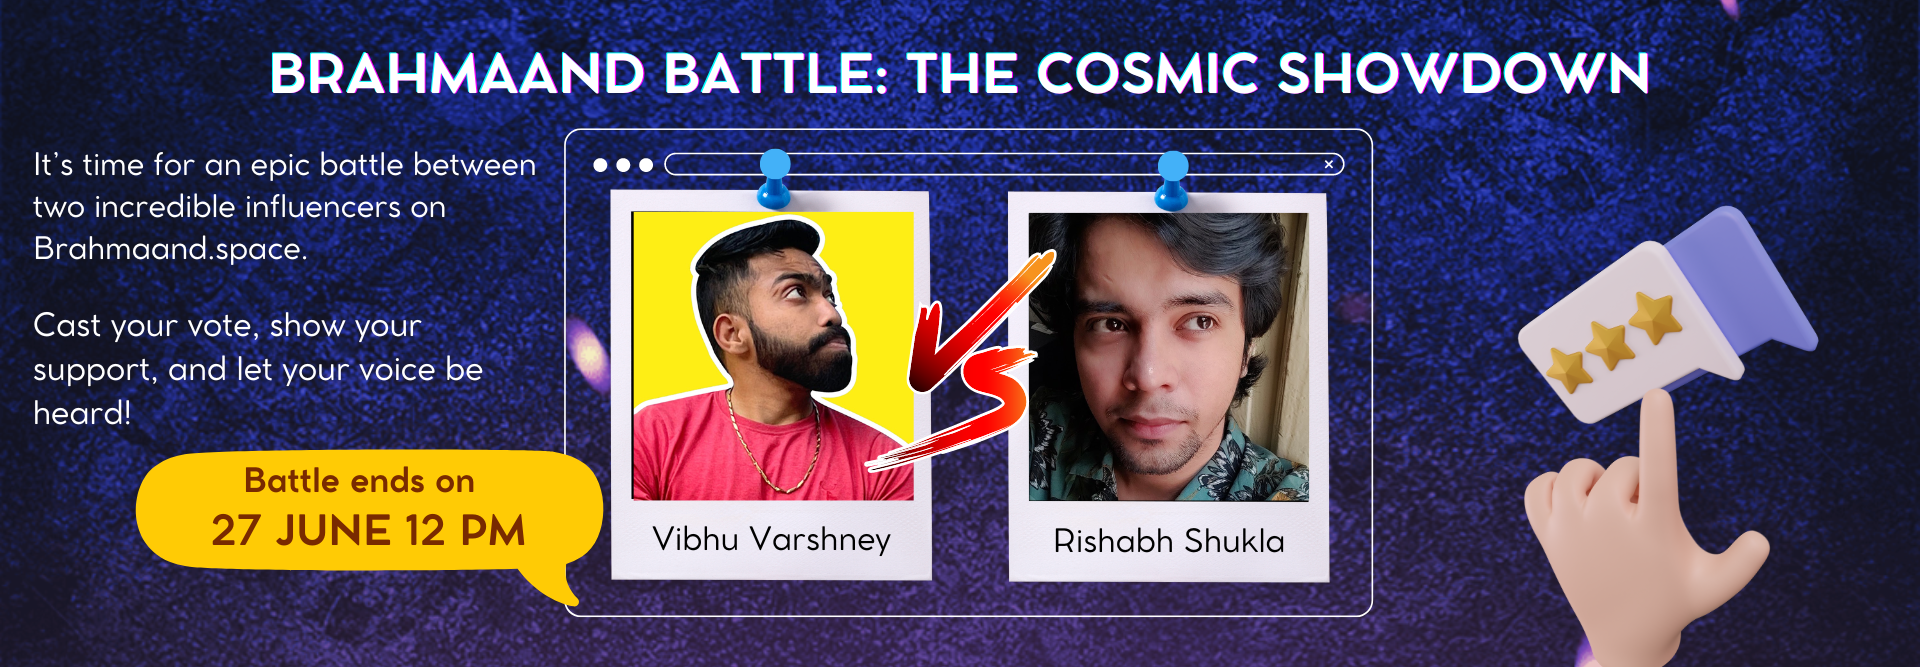 BRAHMAAND BATTLE: THE COSMIC SHOWDOWN
It's time for an epic battle between
two incredible influencers on
Brahmaand.space.
Cast your vote, show your
support, and let your voice be
heard!
Battle ends on
27 JUNE 12 PM
VS
Vibhu Varshney
Rishabh Shukla